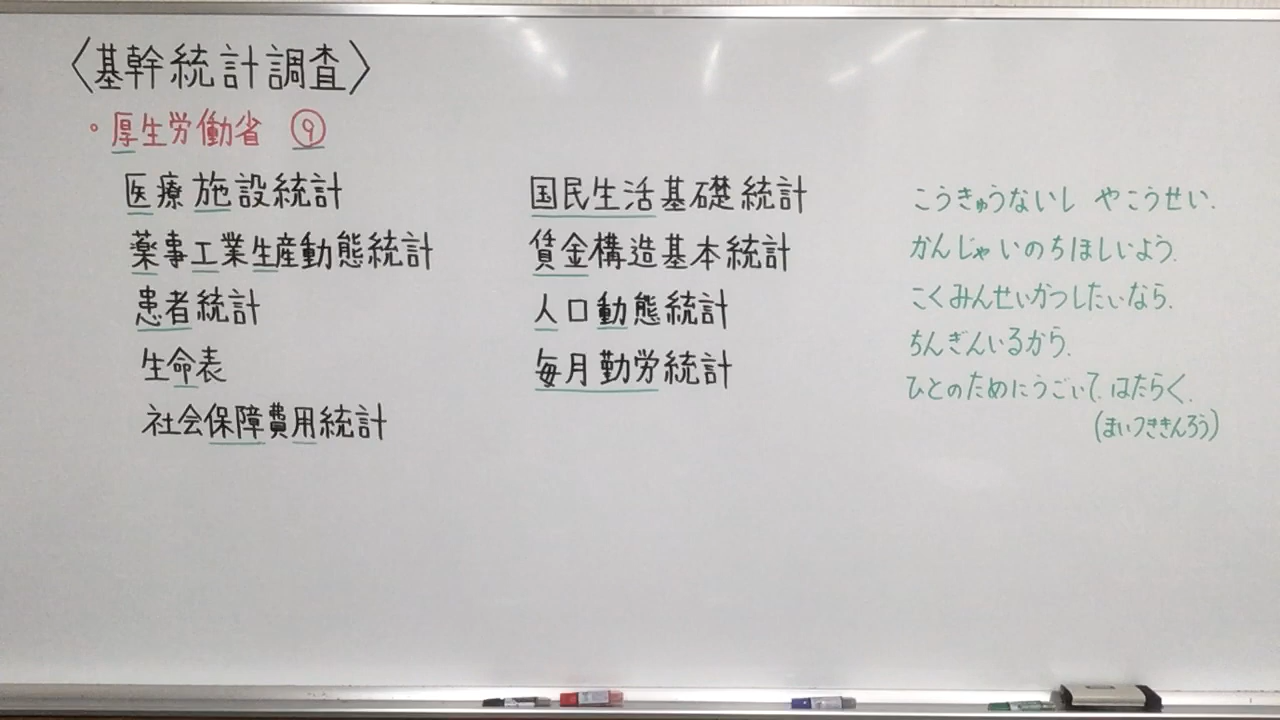 〈基幹統計調査〉
・厚生労働省 ⑨
医療施設統計
薬事工業生産動態統計
患者統計
生命表
社会保障費用統計
国民生活基礎統計
賃金構造基本統計
人口動態統計
毎月勤労統計
こうきゅうないし やこうせい.
かんじゃいのちほしいよう.
こくみんせいかつしたいなら.
ちんぎんいるから.
ひとのためにうごいて、はたらく.
(まいつききんろう)